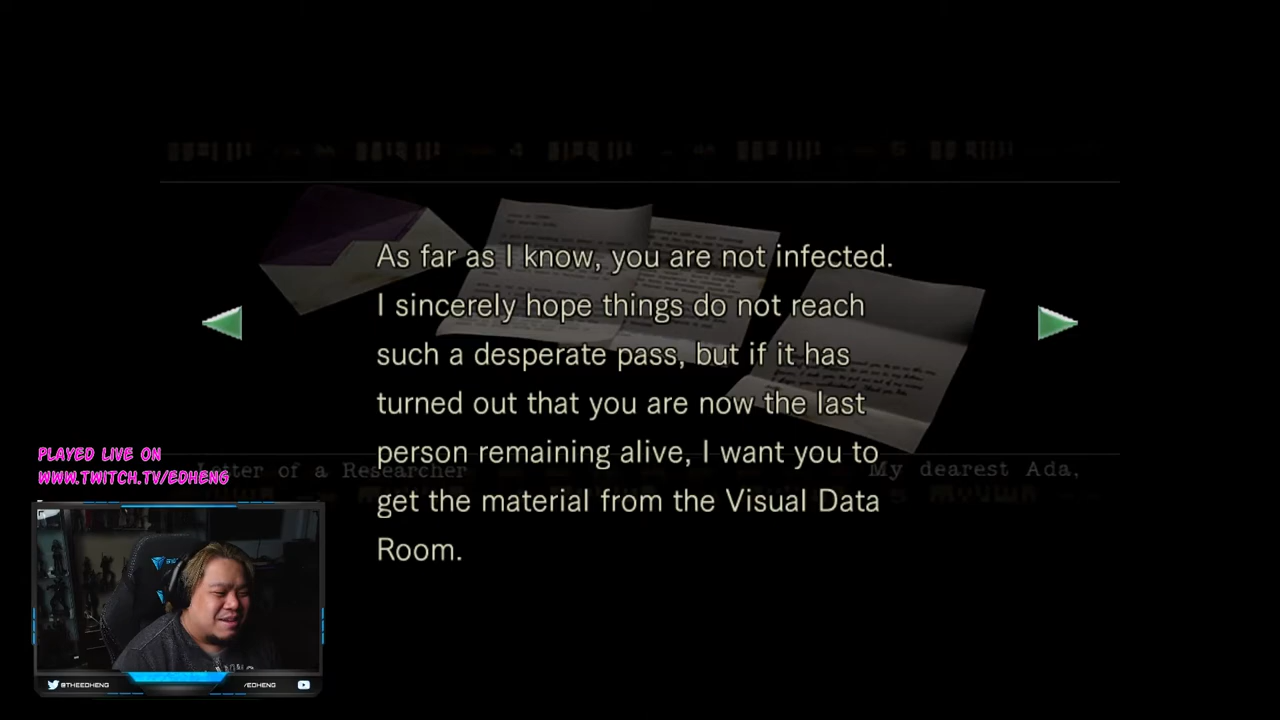 As far as I know, you are not infected.
I sincerely hope things do not reach
such a desperate pass, but if it has
turned out that you are now the last
person remaining alive, I want you to
get the material from the Visual Data
Room.
PLAYED LIVE ON
WWW.TWITCH.TV/EDHENG
tter of a Researcher
My dearest Ada,
@THEEDHENG
/EDHENG